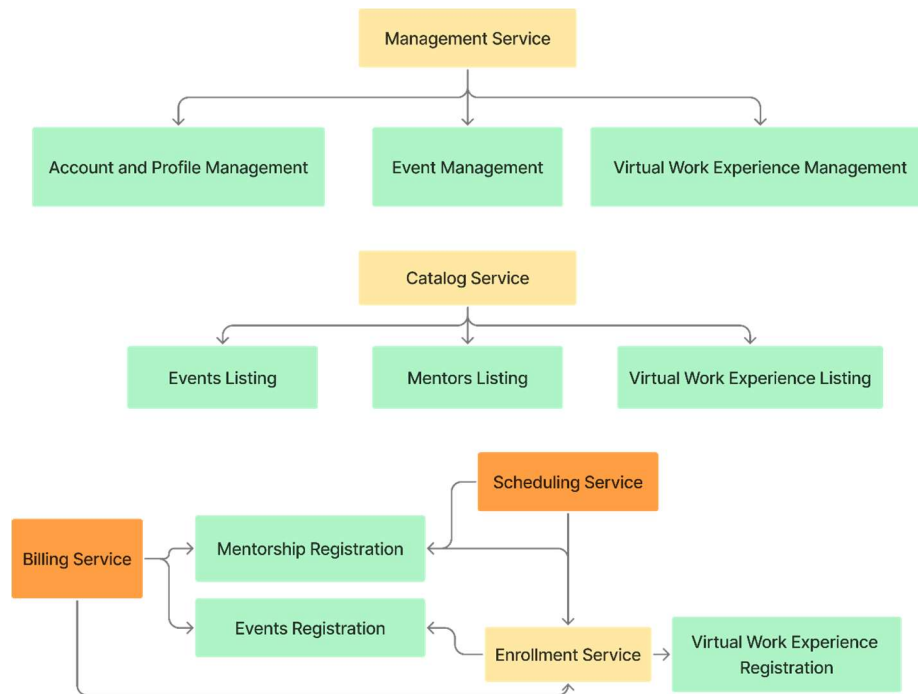 Management Service
Account and Profile Management
Event Management
Virtual Work Experience Management
Catalog Service
Events Listing
Mentors Listing
Virtual Work Experience Listing
Scheduling Service
Billing Service
Mentorship Registration
Events Registration
Enrollment Service
Virtual Work Experience
Registration